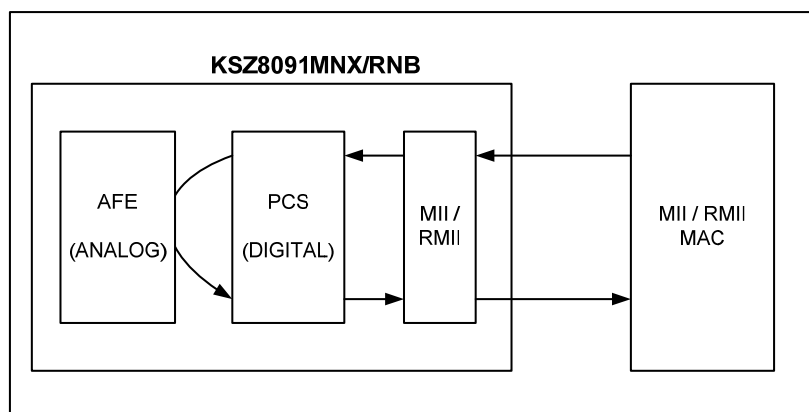 KSZ8091MNX/RNB
AFE
(ANALOG)
PCS
(DIGITAL)
MII /
RMII
MII / RMII
MAC